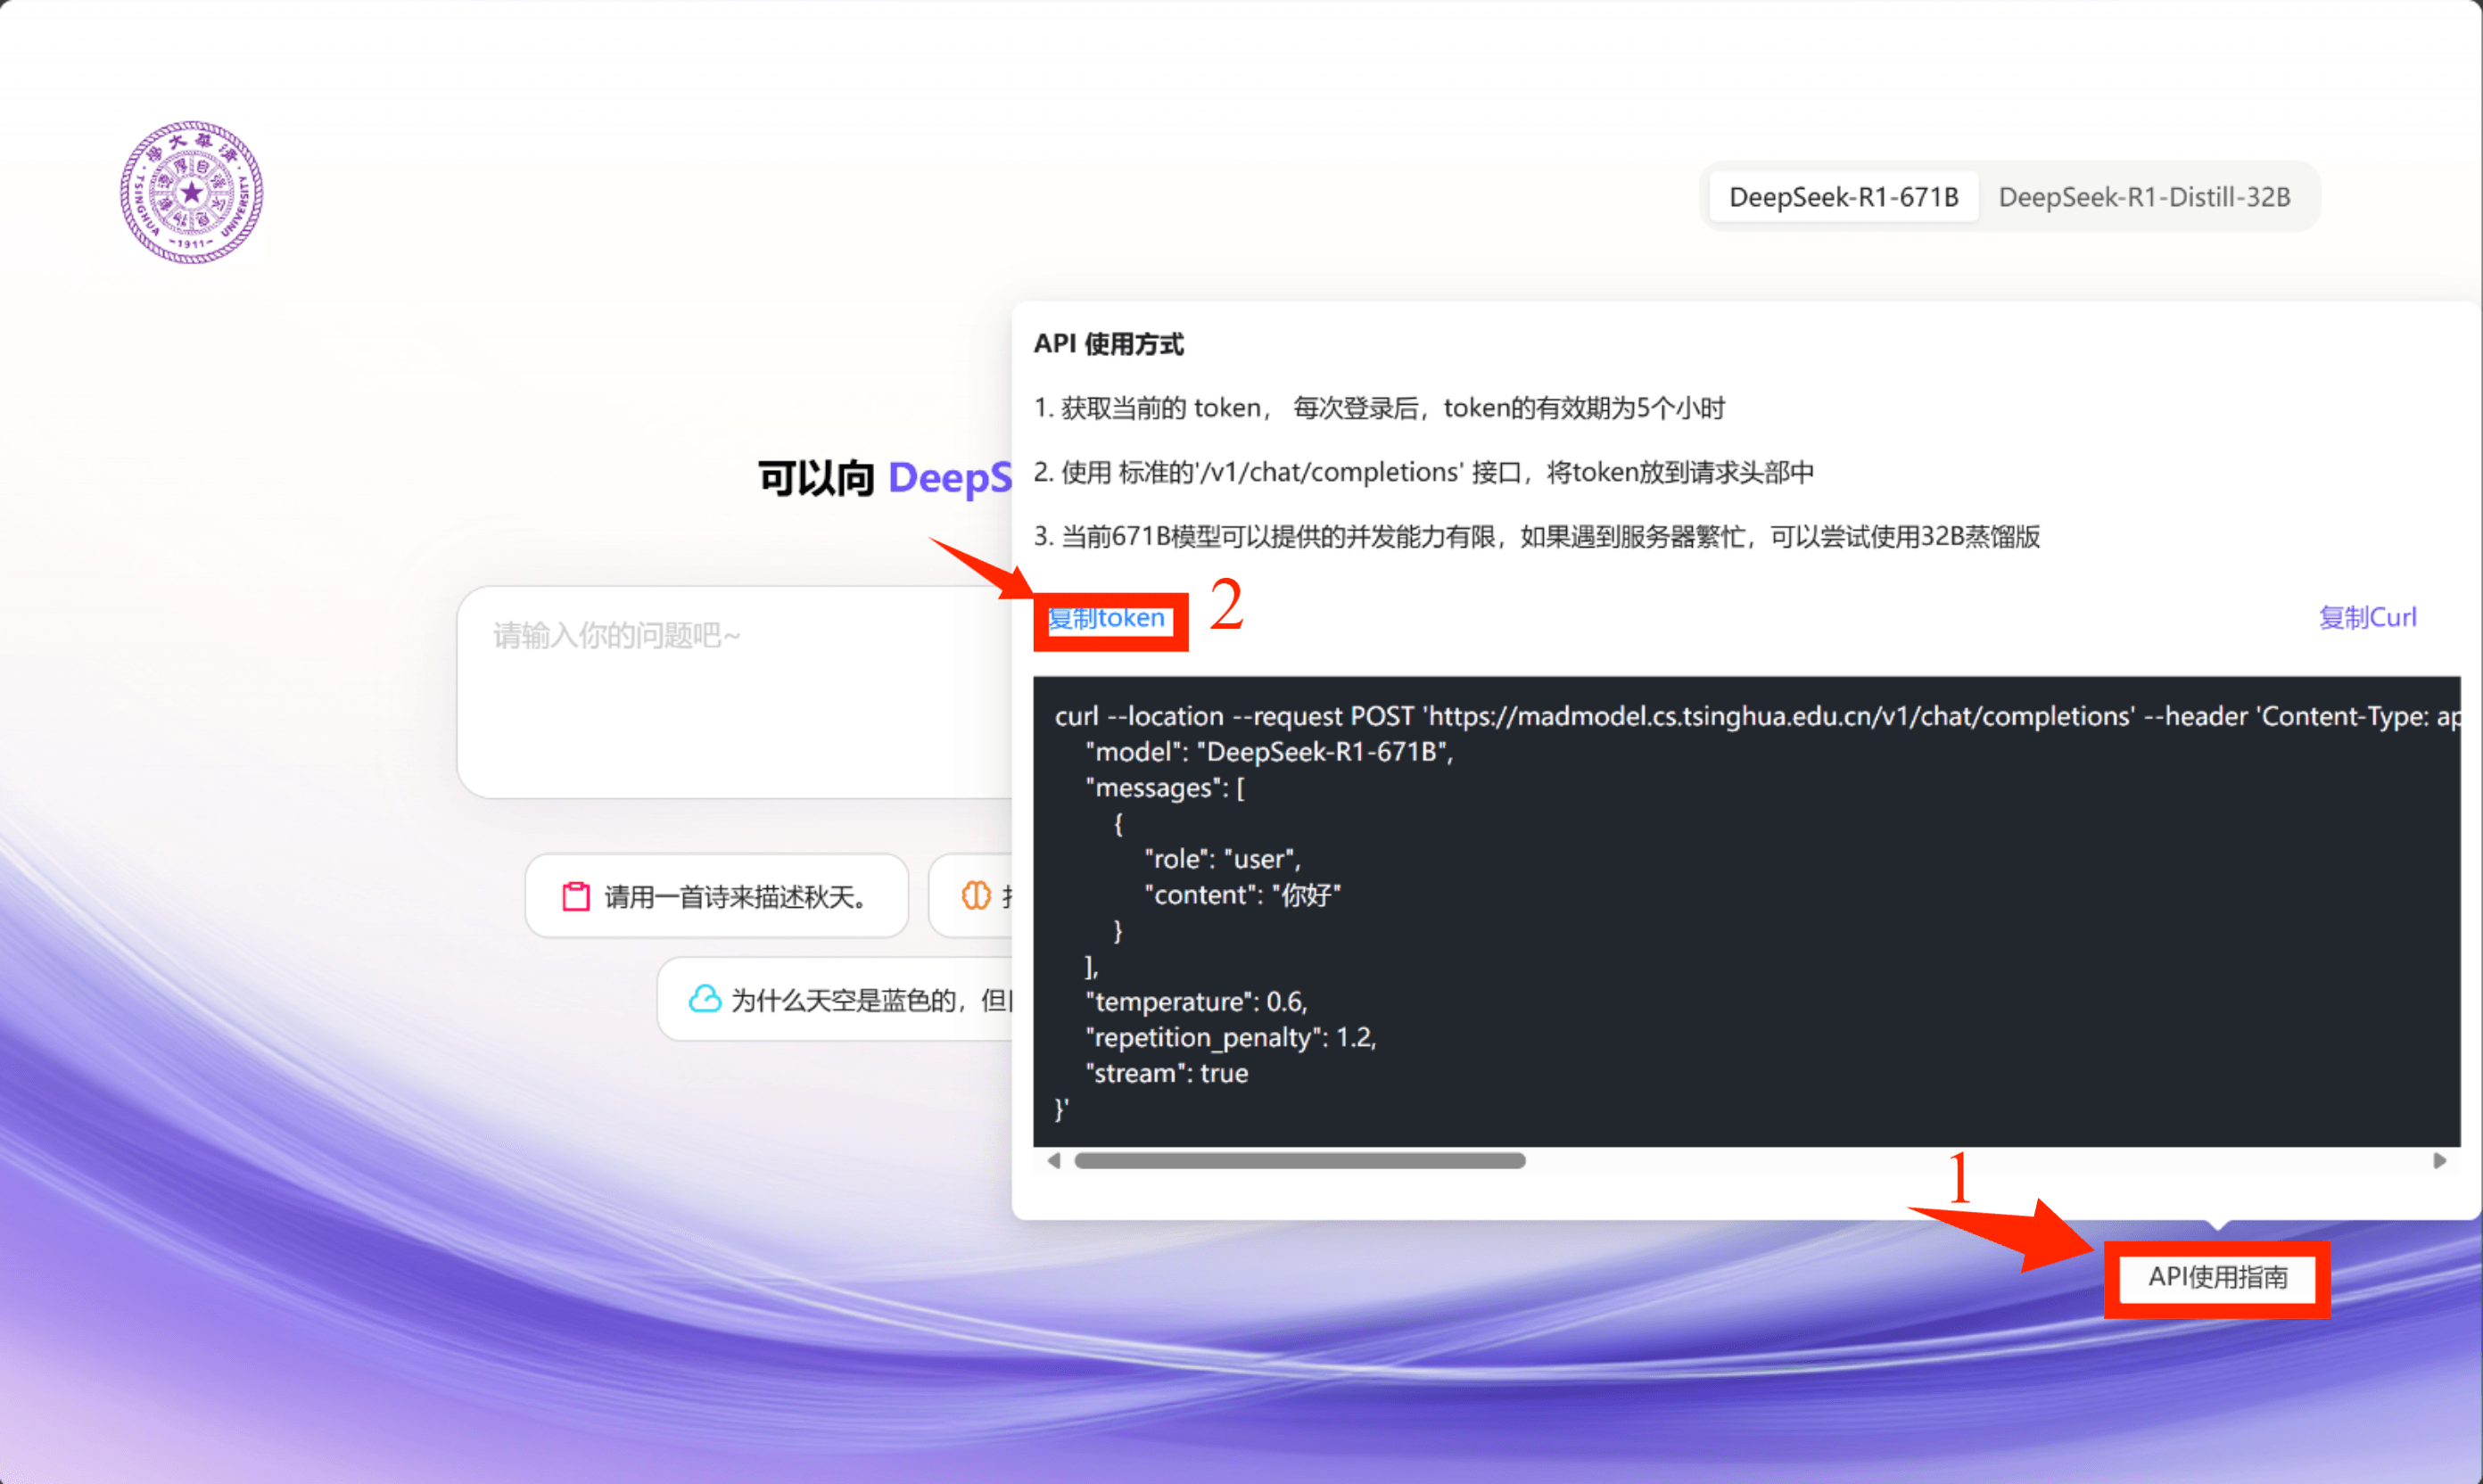 清華大學
TSINGHUA UNIVERSITY
-1911-
DeepSeek-R1-671B
DeepSeek-R1-Distill-32B
API 使用方式
1. 获取当前的 token， 每次登录后，token的有效期为5个小时
可以向 DeepS
2. 使用 标准的'/v1/chat/completions' 接口，将token放到请求头部中
3. 当前671B模型可以提供的并发能力有限，如果遇到服务器繁忙，可以尝试使用32B蒸馏版
2
复制token
复制Curl
请输入你的问题吧~
curl --location --request POST 'https://madmodel.cs.tsinghua.edu.cn/v1/chat/completions' --header 'Content-Type: ap
"model": "DeepSeek-R1-671B",
"messages": [
{
"role": "user",
"content": "你好"
}
],
"temperature": 0.6,
"repetition_penalty": 1.2,
"stream": true
}'
请用一首诗来描述秋天。
为什么天空是蓝色的，但
1
API使用指南